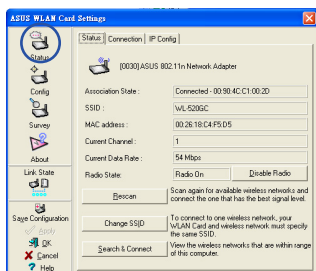 ASUS WLAN Card Settings
Status
Config
Survey
About
Link State
Save Configuration
Apply
OK
Cancel
Help
Status Connection IP Config
[0030] ASUS 802.11n Network Adapter
Association State : Connected - 00:90:4C:C1:00:2D
SSID : WL-520GC
MAC address : 00:26:18:C4:F5:D5
Current Channel : 1
Current Data Rate : 54 Mbps
Radio State: Radio On Disable Radio
Rescan
Scan again for available wireless networks and
connect the one that has the best signal level.
Change SSID
To connect to one wireless network, your
WLAN Card and wireless network must specify
the same SSID.
Search & Connect
View the wireless networks that are within range
of this computer.